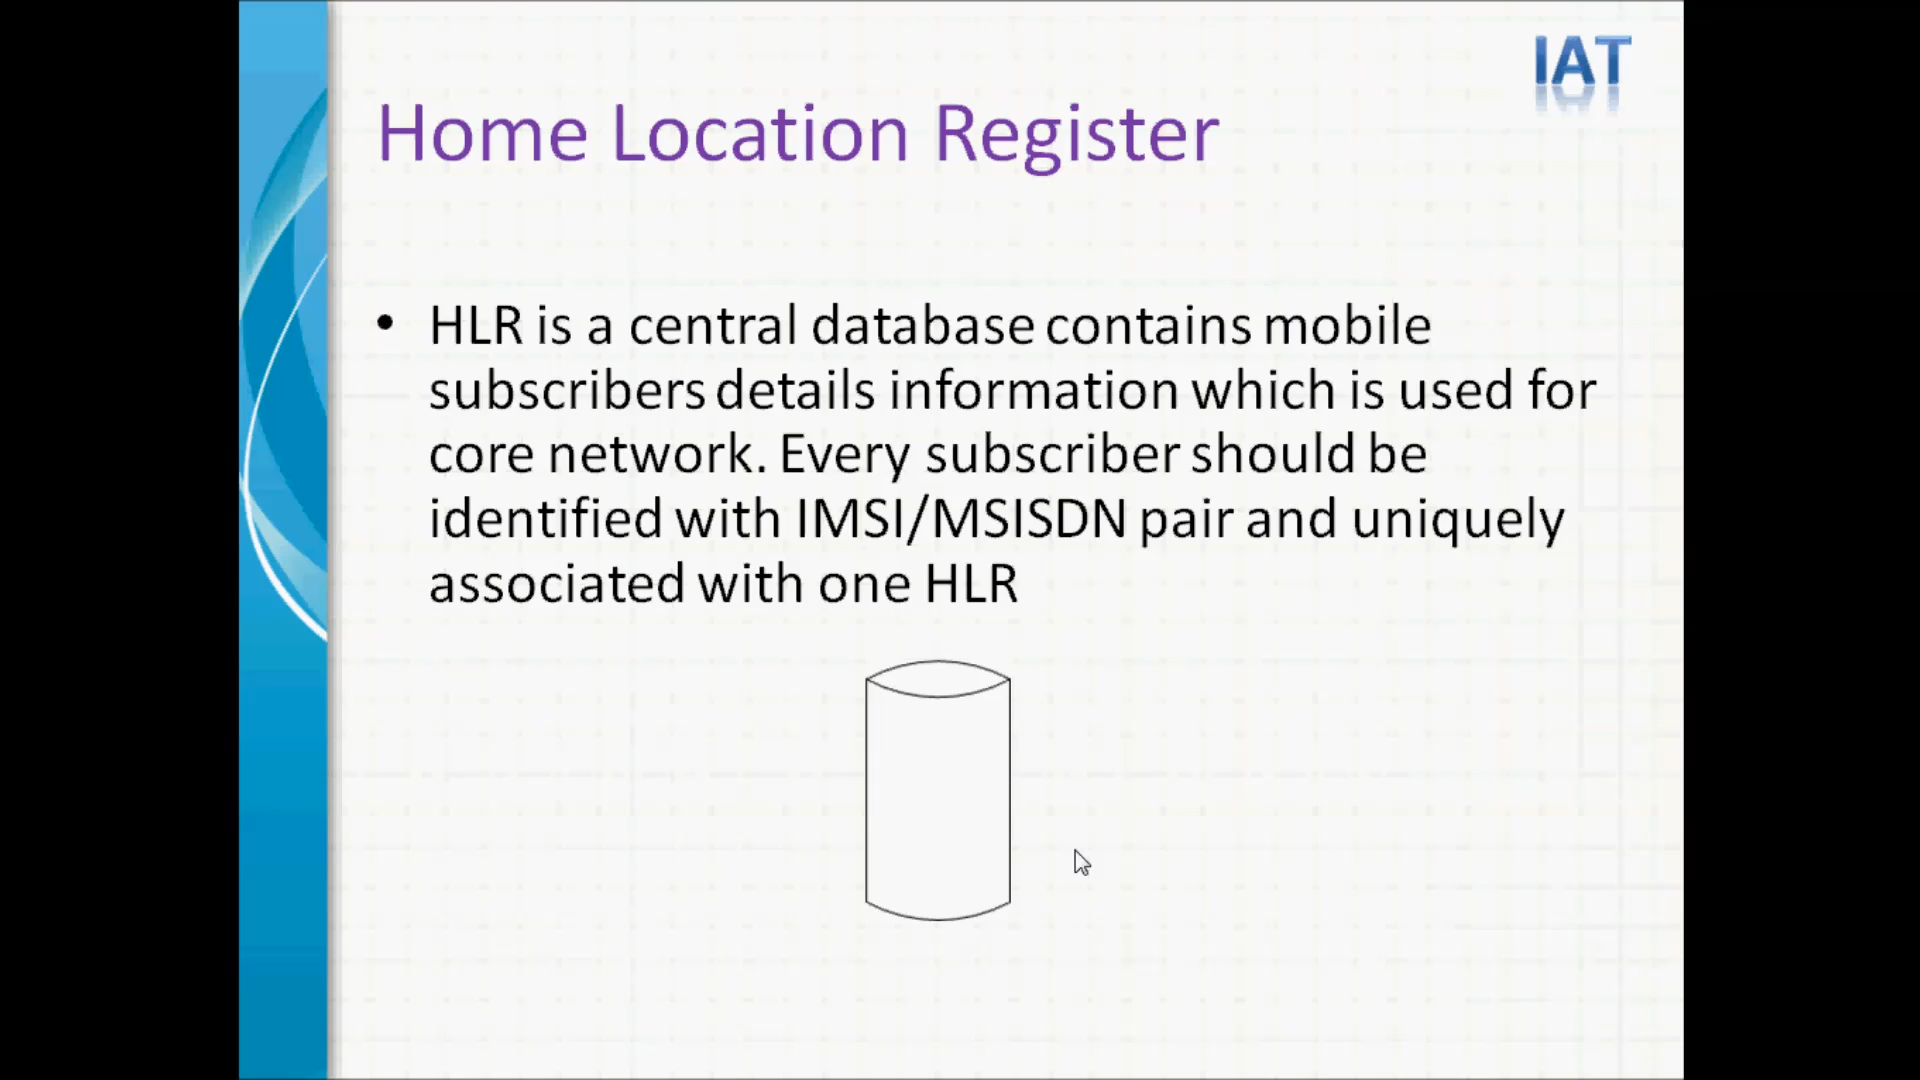 IAT
Home Location Register
• HLR is a central database contains mobile
subscribers details information which is used for
core network. Every subscriber should be
identified with IMSI/MSISDN pair and uniquely
associated with one HLR